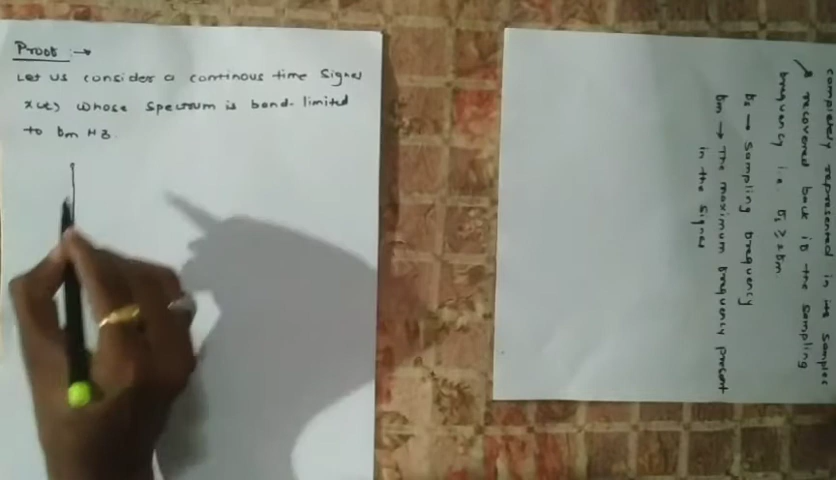 Proof :→
Let us consider a continous time signal
x(t) whose spectrum is band-limited
to fm Hz.
completely represented in its samples
& recovered back if the sampling
frequency i.e. fs ≥ 2fm
fs → Sampling frequency
fm → The maximum frequency present
in the signal